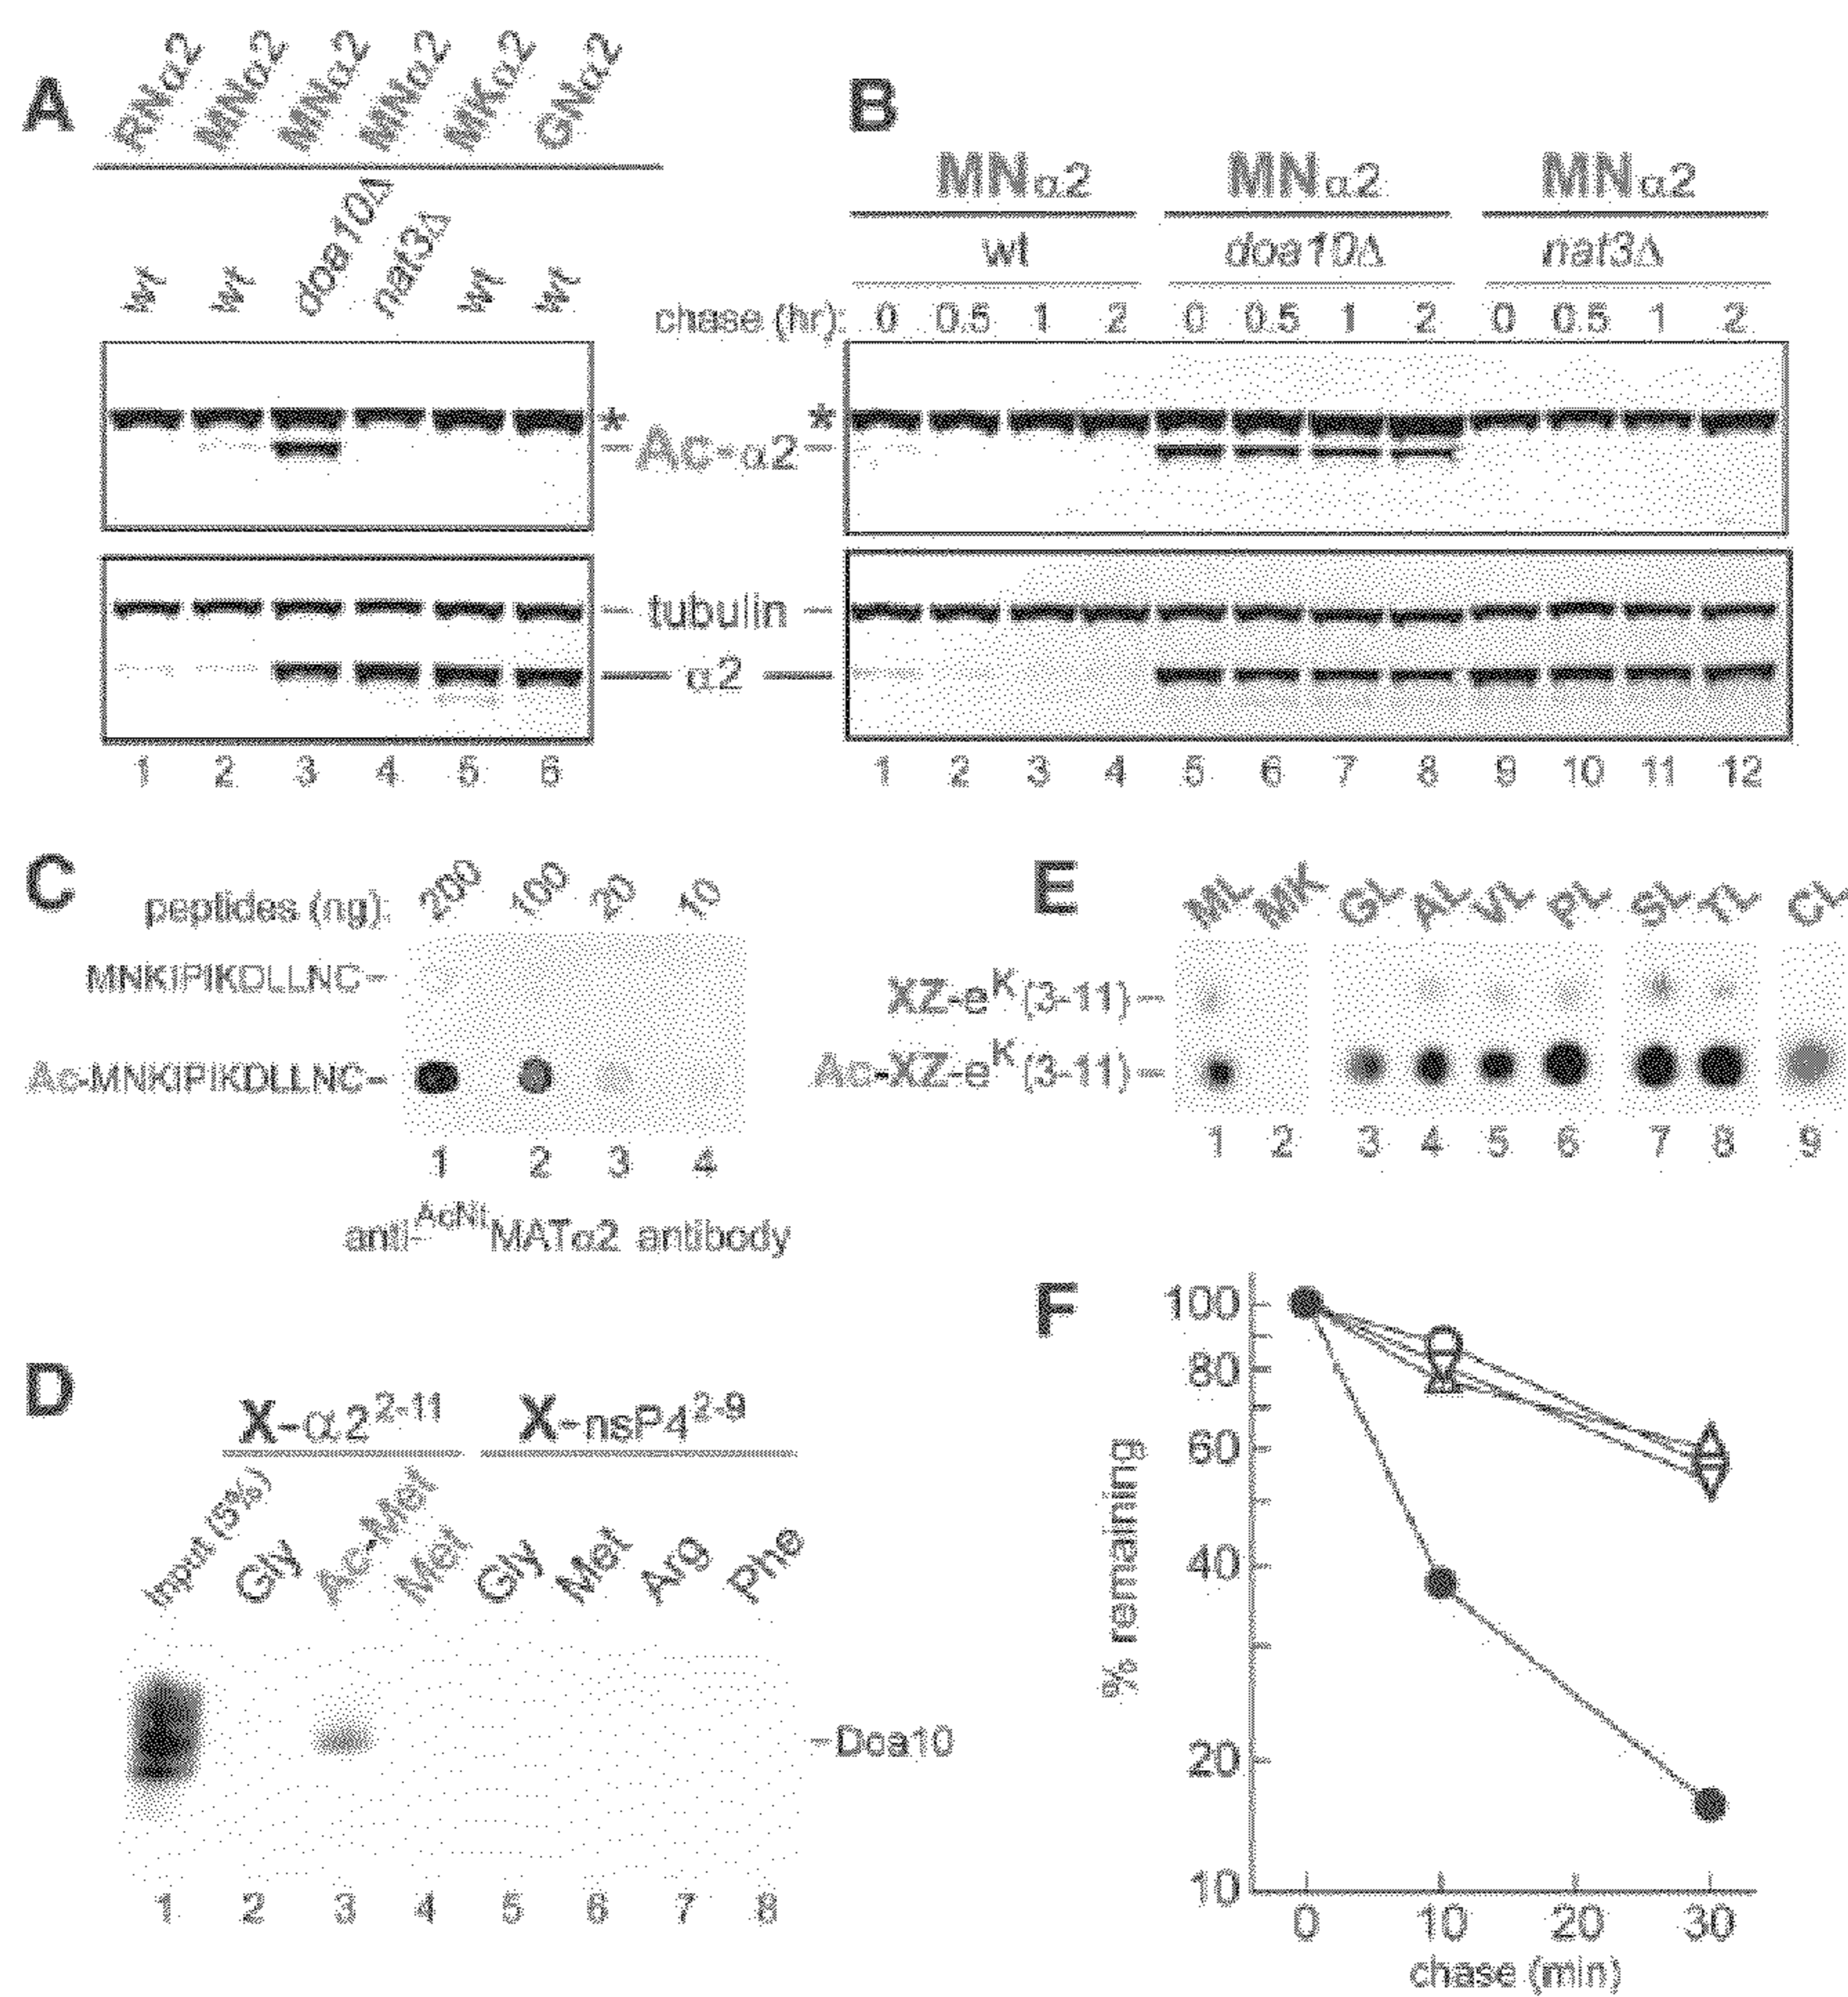 A
RNα2 MNα2 MNα2 MNα2 MKα2 GNα2
wt wt doa10Δ nat3Δ wt wt
*
Ac-α2
tubulin
α2
1 2 3 4 5 6
B
MNα2 MNα2 MNα2
wt doa10Δ nat3Δ
chase (hr): 0 0.5 1 2 0 0.5 1 2 0 0.5 1 2
*
1 2 3 4 5 6 7 8 9 10 11 12
C
peptides (ng): 200 100 20 10
MNKIPIKDLLNC
Ac-MNKIPIKDLLNC
1 2 3 4
anti-AcNtMATα2 antibody
E
ML MK GL AL VL PL SL TL CL
XZ-eK(3-11)
Ac-XZ-eK(3-11)
1 2 3 4 5 6 7 8 9
D
X-α2 2-11 X-nsP4 2-9
Input (5%) Gly Ac-Met Met Gly Met Arg Phe
Doa10
1 2 3 4 5 6 7 8
F
% remaining
100
80
60
40
20
10
0 10 20 30
chase (min)